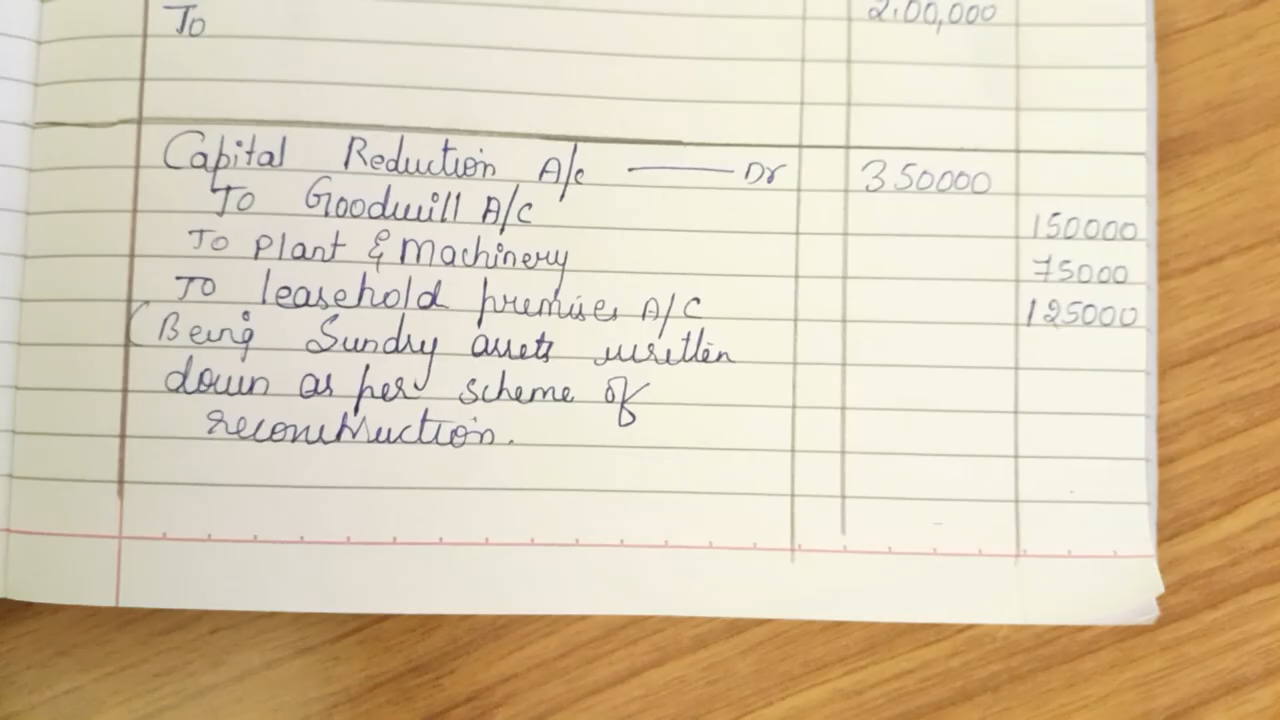 2,00,000
To
Capital Reduction A/c —— Dr 350000
To Goodwill A/C 150000
To Plant & Machinery 75000
To leasehold premises A/C 125000
(Being Sundry assets written
down as per scheme of
reconstruction.